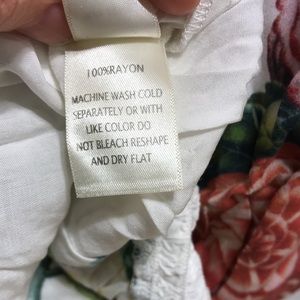 100%RAYON
MACHINE WASH COLD
SEPARATELY OR WITH
LIKE COLOR DO
NOT BLEACH RESHAPE
AND DRY FLAT